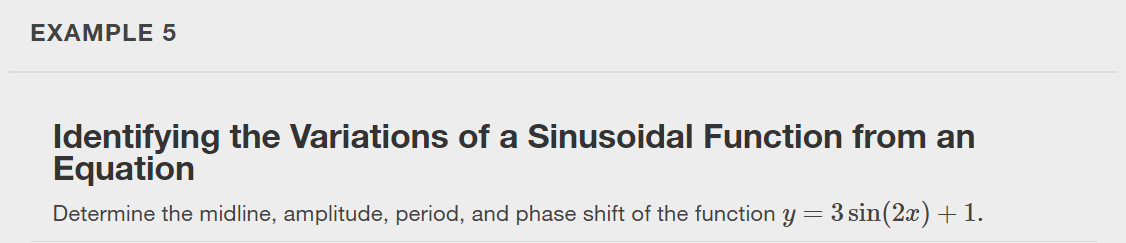 EXAMPLE 5
Identifying the Variations of a Sinusoidal Function from an
Equation
Determine the midline, amplitude, period, and phase shift of the function y = 3 sin(2x) + 1.